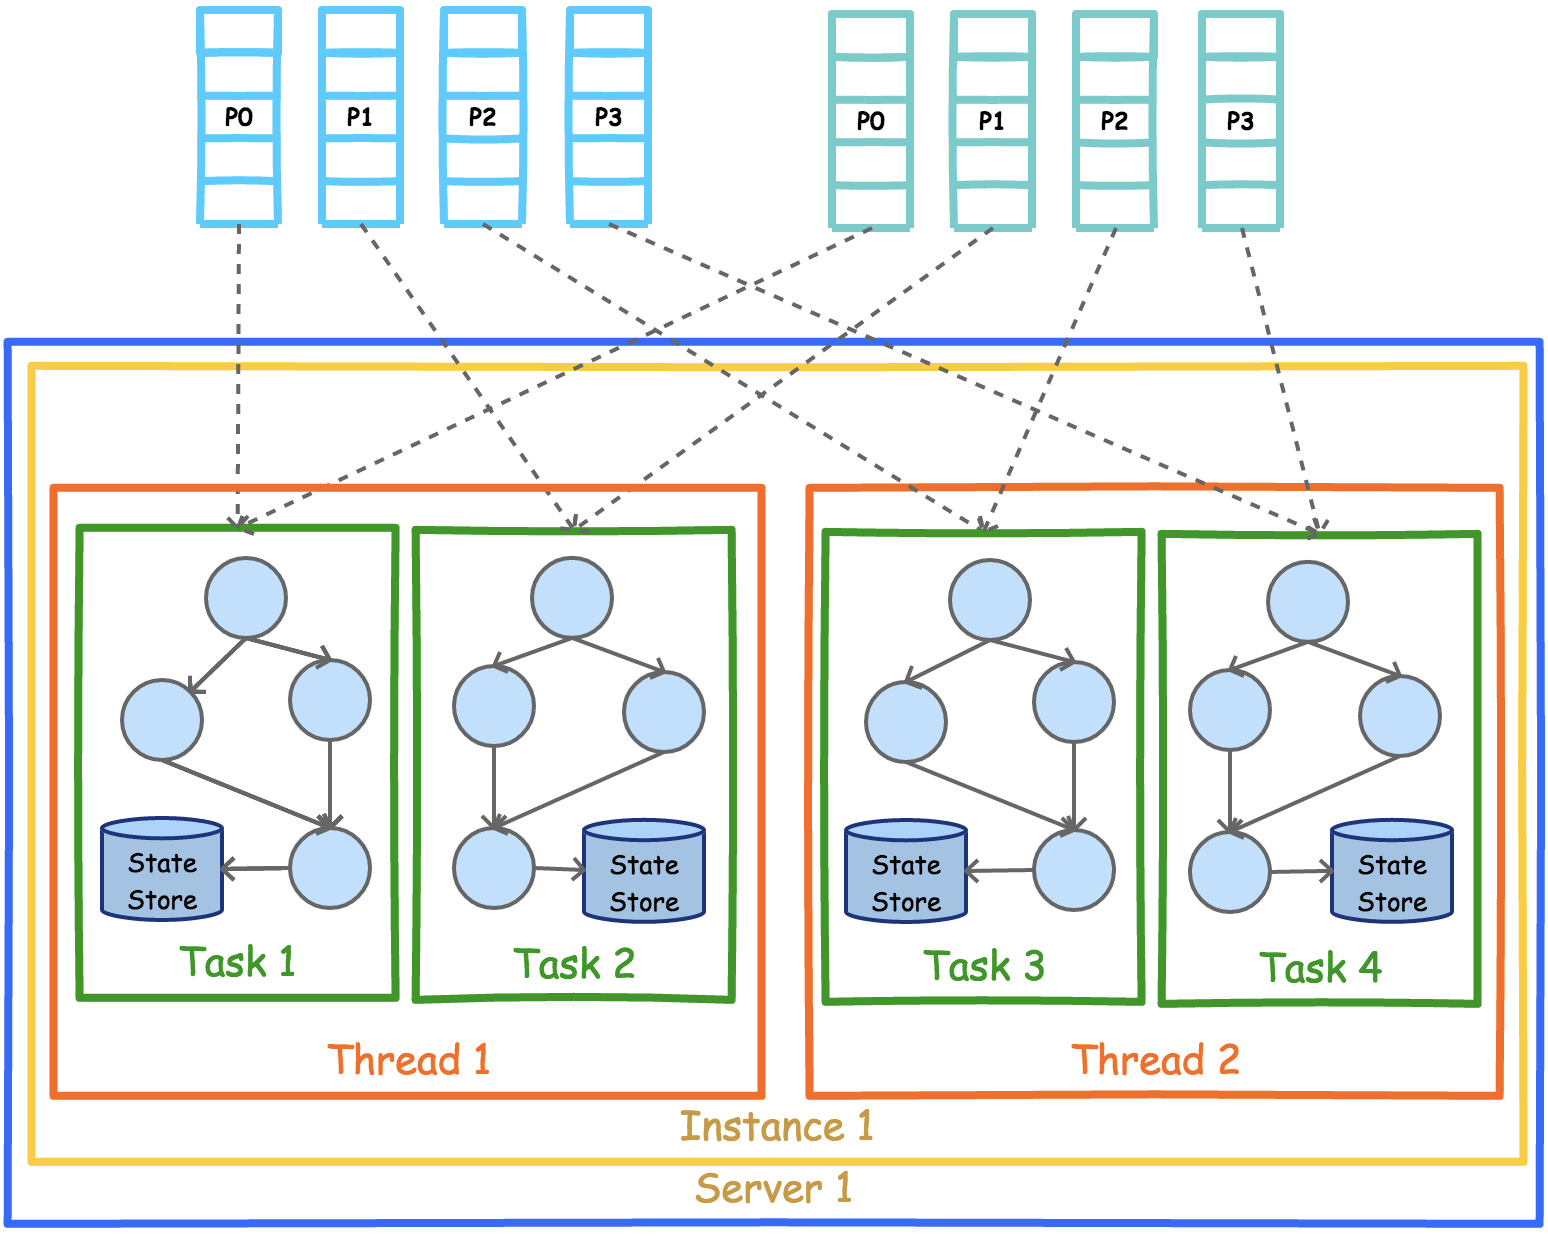 P0 P1 P2 P3 P0 P1 P2 P3
State
Store
Task 1
State
Store
Task 2
State
Store
Task 3
State
Store
Task 4
Thread 1
Thread 2
Instance 1
Server 1